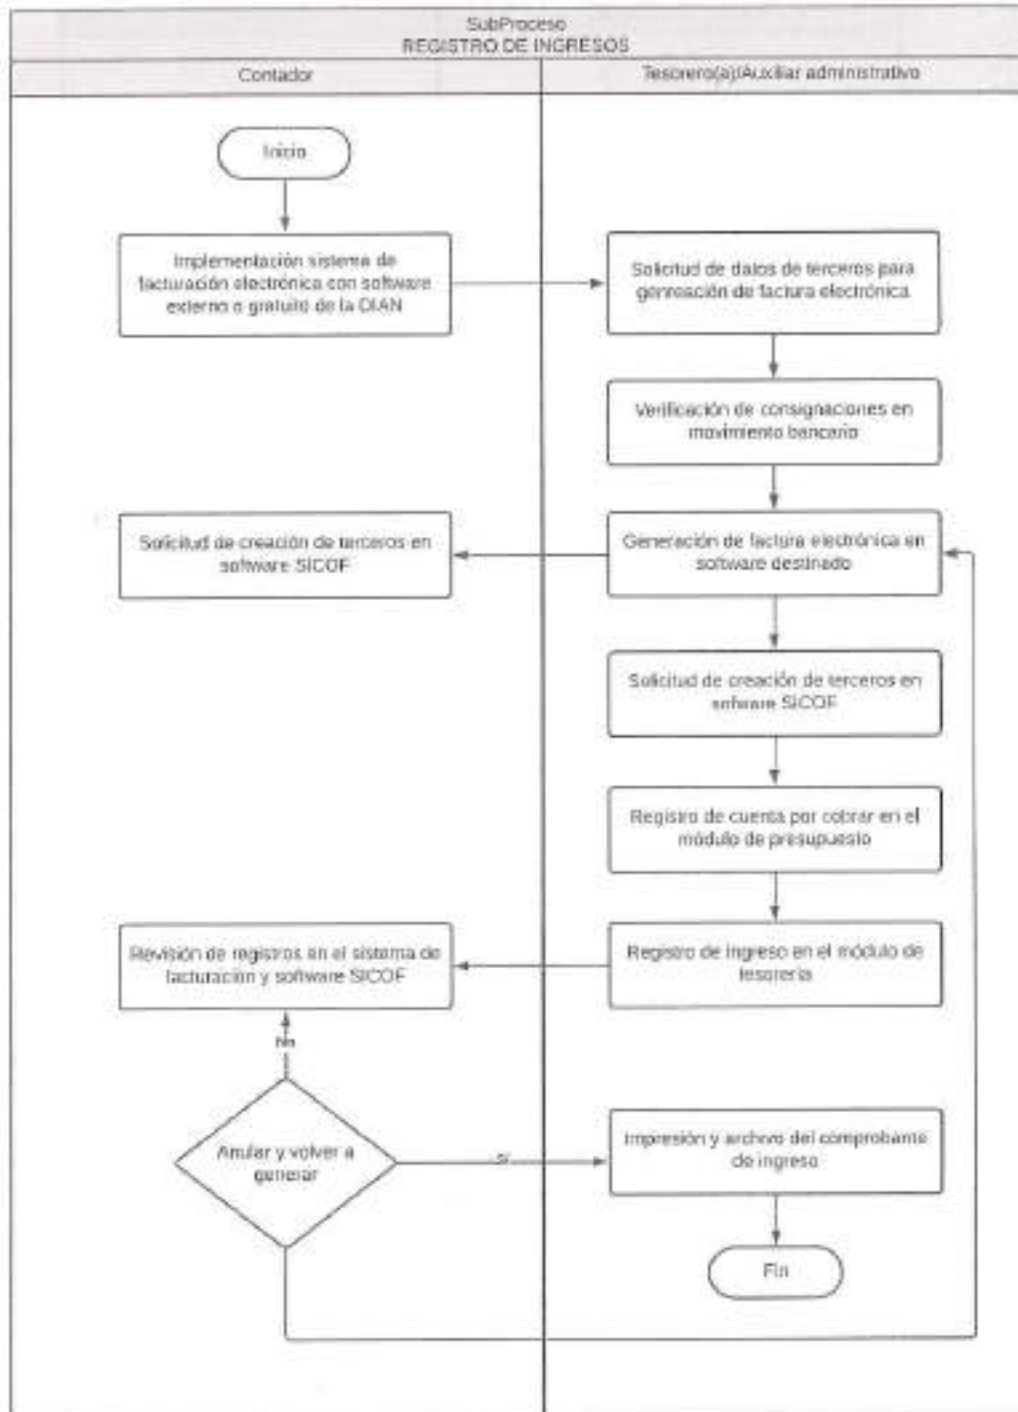 SubProceso
REGISTRO DE INGRESOS
Contador
Tesorero(a)/Auxiliar administrativo
Inicio
Implementación sistema de
facturación electrónica con software
externo o gratuito de la DIAN
Solicitud de datos de terceros para
genreación de factura electrónica
Verificación de consignaciones en
movimiento bancario
Solicitud de creación de terceros en
software SICOF
Generación de factura electrónica en
software destinado
Solicitud de creación de terceros en
sofware SICOF
Registro de cuenta por cobrar en el
módulo de presupuesto
Revisión de registros en el sistema de
facturación y software SICOF
Registro de ingreso en el módulo de
tesorería
No
Anular y volver a
generar
Sí
Impresión y archivo del comprobante
de ingreso
Fin